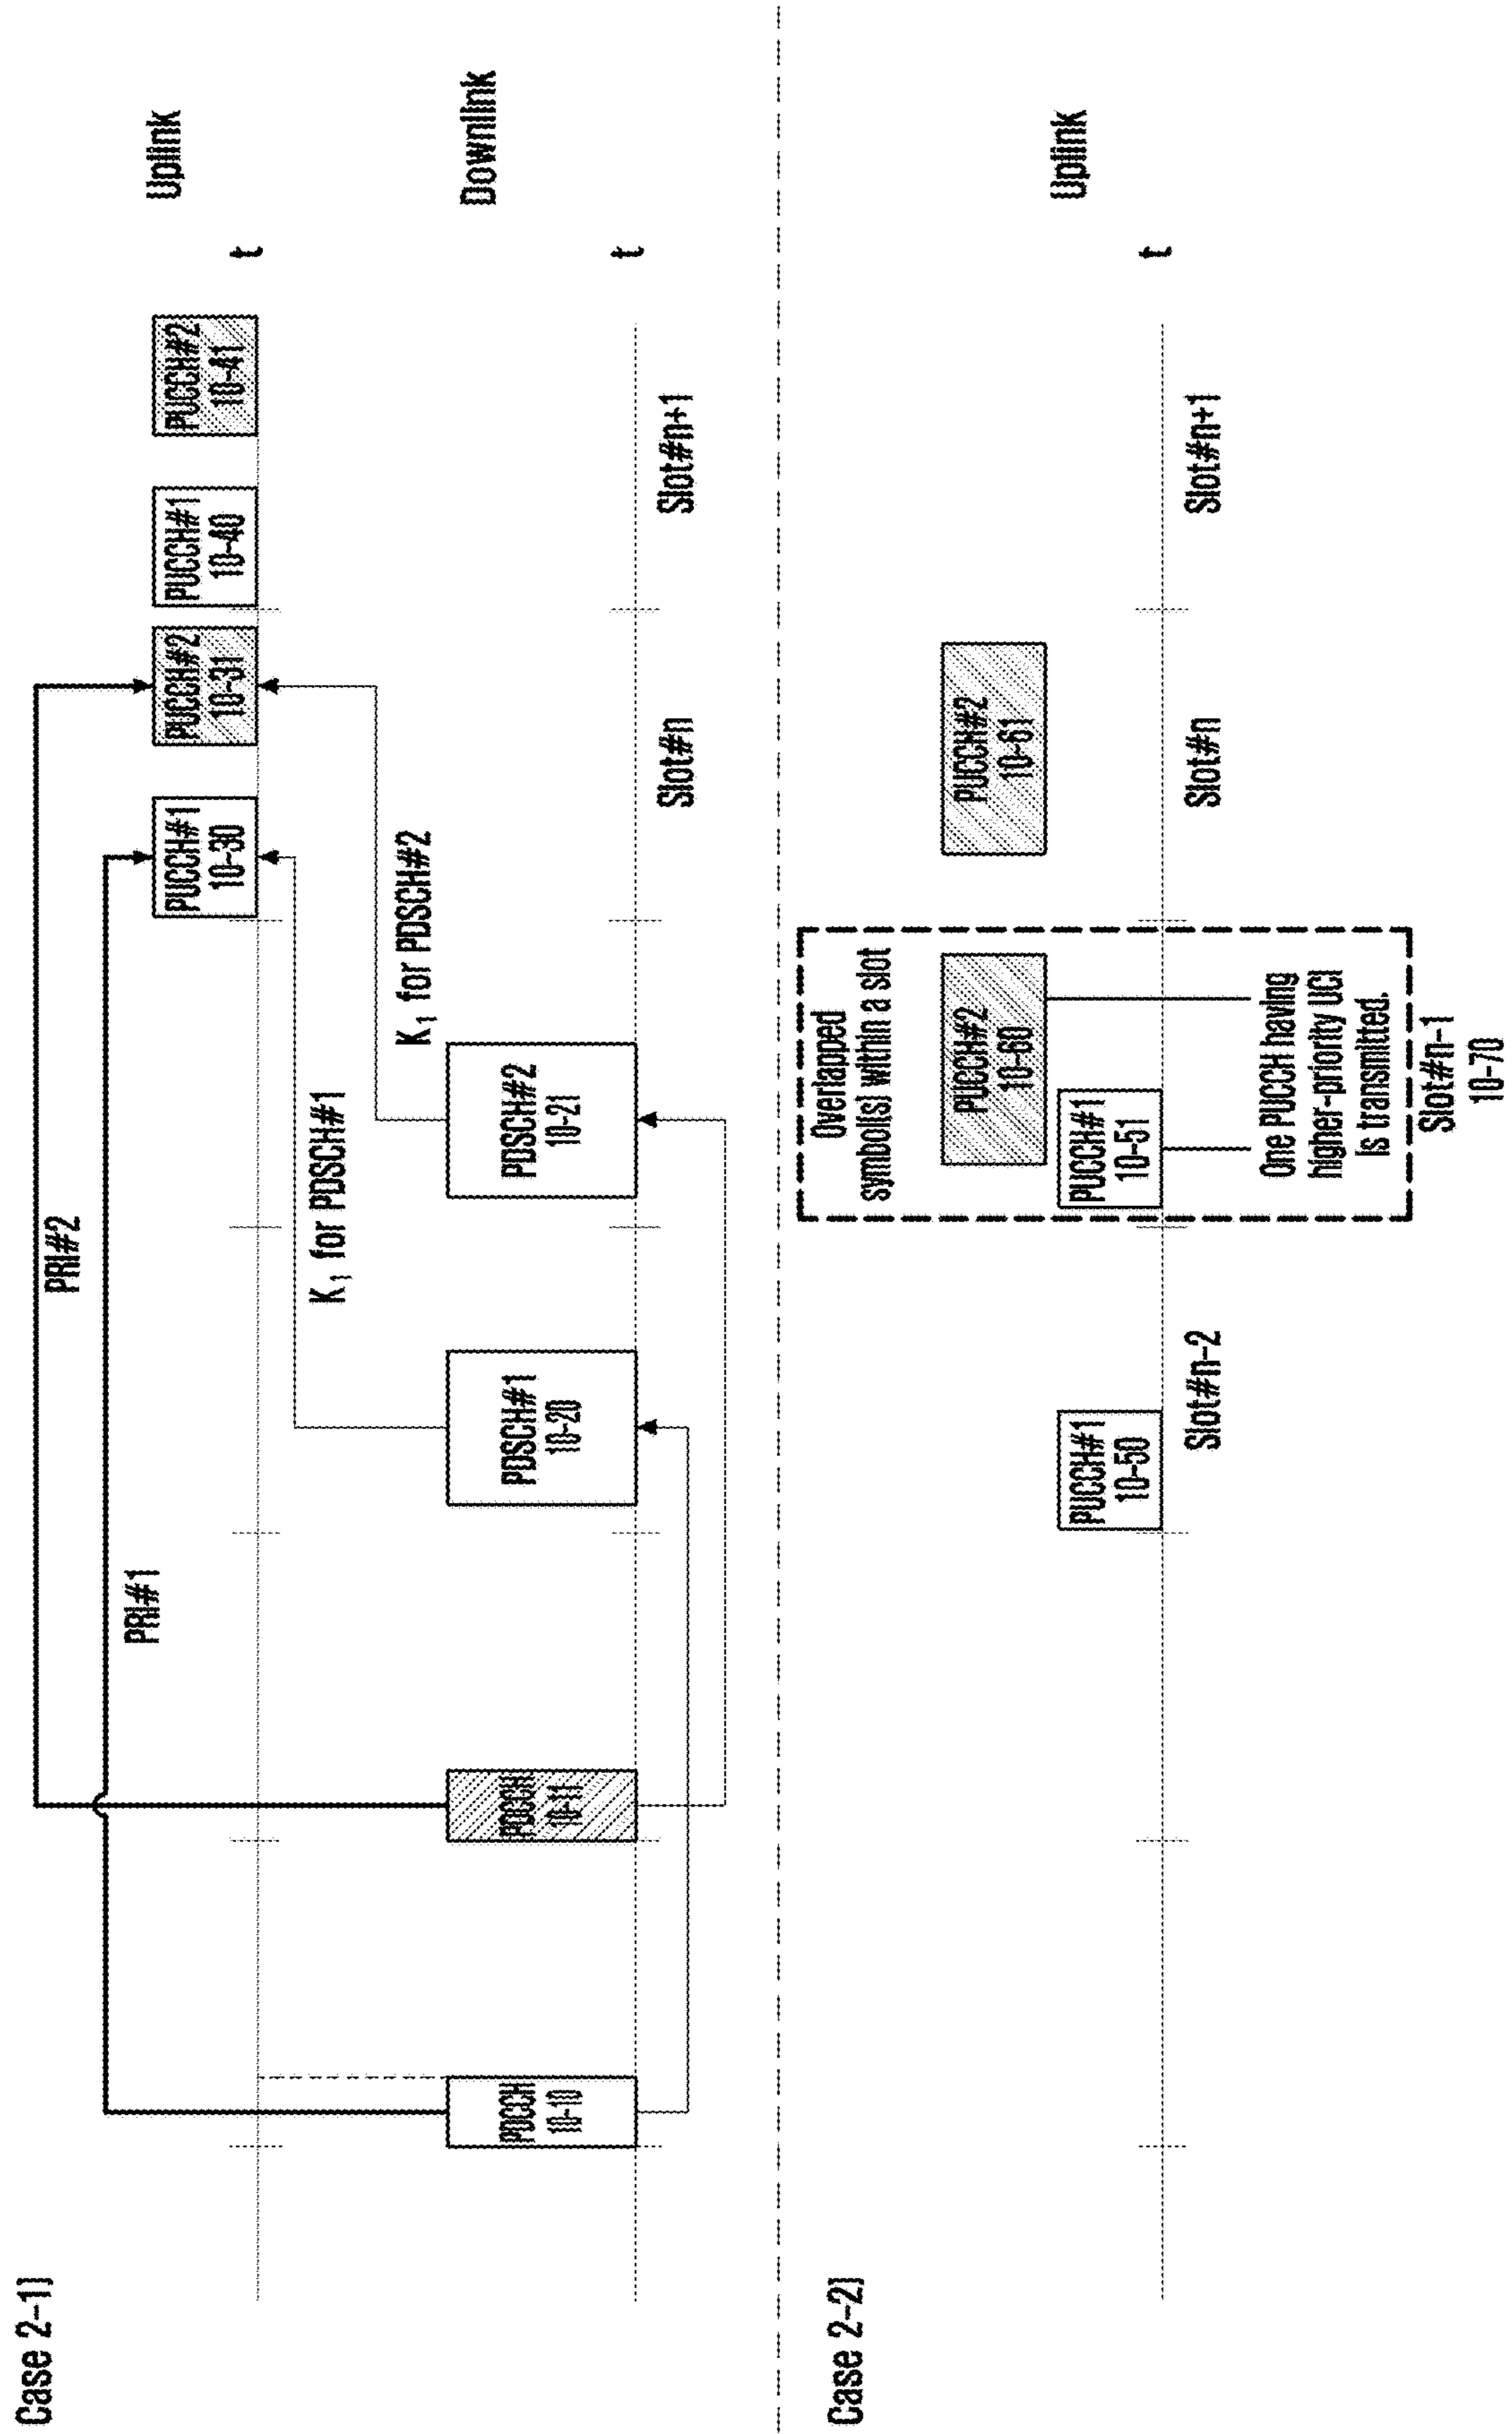 Case 2-1)
PRI#2
PRI#1
Uplink
PUCCH#1
10-30
PUCCH#2
10-31
PUCCH#1
10-40
PUCCH#2
10-41
t
K1 for PDSCH#1
K1 for PDSCH#2
Downlink
PDCCH
10-10
PDCCH
10-11
PDSCH#1
10-20
PDSCH#2
10-21
t
Slot#n
Slot#n+1
Case 2-2)
Overlapped
symbol(s) within a slot
PUCCH#2
10-60
PUCCH#2
10-61
Uplink
PUCCH#1
10-50
PUCCH#1
10-51
t
Slot#n-2
Slot#n
Slot#n+1
One PUCCH having
higher-priority UCI
is transmitted.
Slot#n-1
10-70